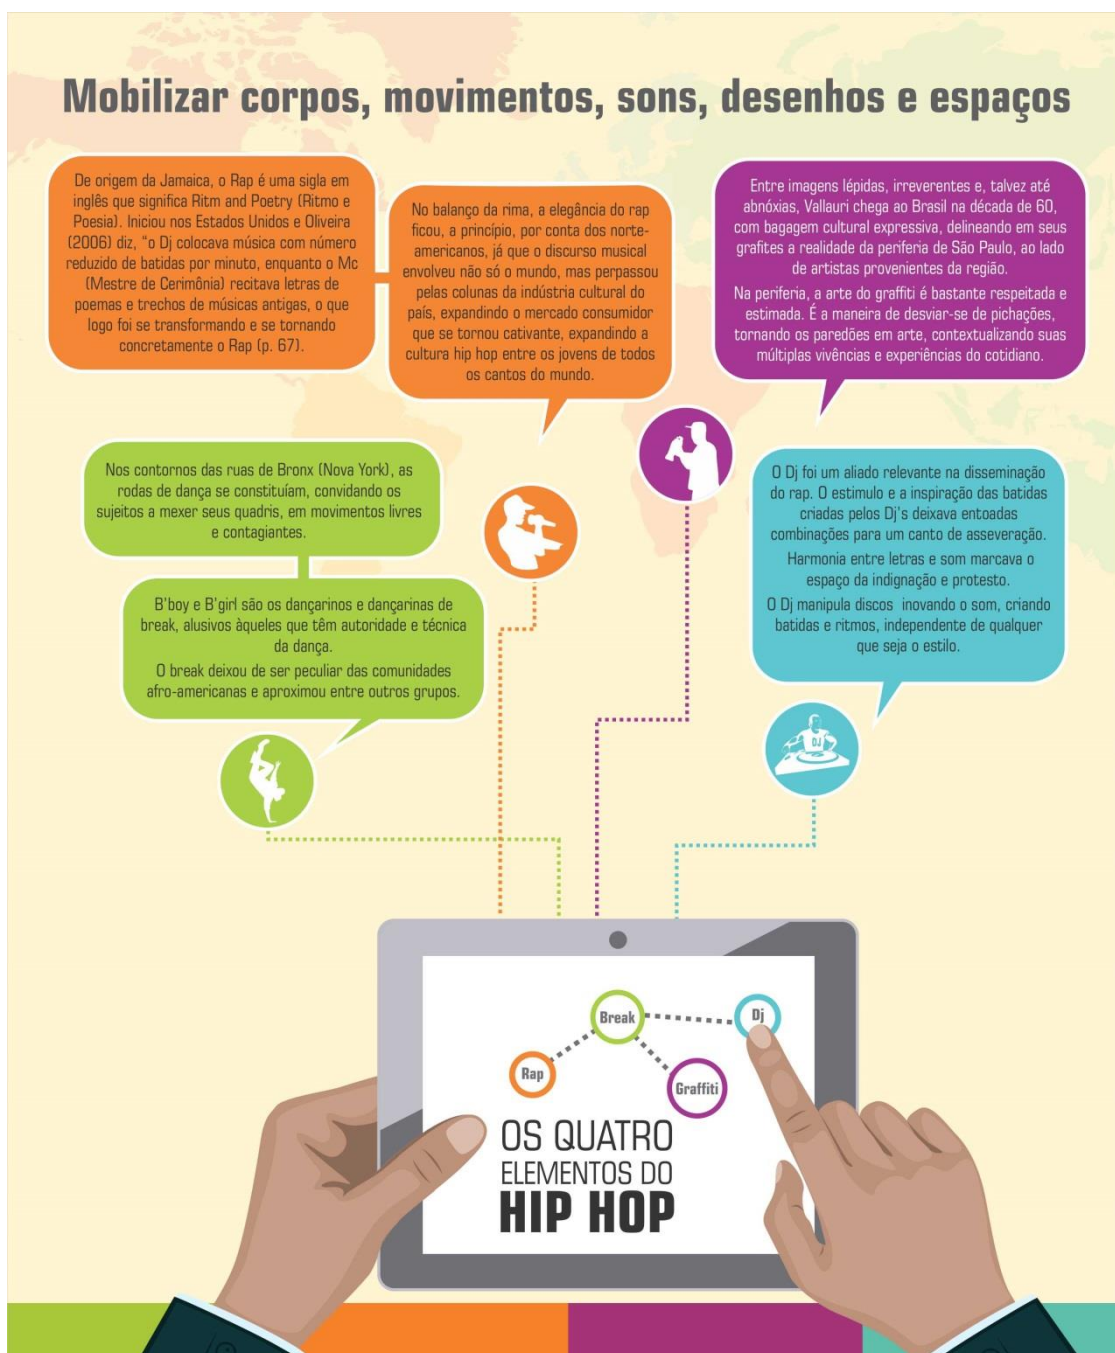 Mobilizar corpos, movimentos, sons, desenhos e espaços
De origem da Jamaica, o Rap é uma sigla em
inglês que significa Ritm and Poetry (Ritmo e
Poesia). Iniciou nos Estados Unidos e Oliveira
(2006) diz, “o Dj colocava música com número
reduzido de batidas por minuto, enquanto o Mc
(Mestre de Cerimônia) recitava letras de
poemas e trechos de músicas antigas, o que
logo foi se transformando e se tornando
concretamente o Rap (p. 67).
No balanço da rima, a elegância do rap
ficou, a princípio, por conta dos norte-
americanos, já que o discurso musical
envolveu não só o mundo, mas perpassou
pelas colunas da indústria cultural do
país, expandindo o mercado consumidor
que se tornou cativante, expandindo a
cultura hip hop entre os jovens de todos
os cantos do mundo.
Entre imagens lépidas, irreverentes e, talvez até
abnóxias, Vallauri chega ao Brasil na década de 60,
com bagagem cultural expressiva, delineando em seus
grafites a realidade da periferia de São Paulo, ao lado
de artistas provenientes da região.
Na periferia, a arte do graffiti é bastante respeitada e
estimada. É a maneira de desviar-se de pichações,
tornando os paredões em arte, contextualizando suas
múltiplas vivências e experiências do cotidiano.
Nos contornos das ruas de Bronx (Nova York), as
rodas de dança se constituíam, convidando os
sujeitos a mexer seus quadris, em movimentos livres
e contagiantes.
B'boy e B'girl são os dançarinos e dançarinas de
break, alusivos àqueles que têm autoridade e técnica
da dança.
O break deixou de ser peculiar das comunidades
afro-americanas e aproximou entre outros grupos.
O Dj foi um aliado relevante na disseminação
do rap. O estimulo e a inspiração das batidas
criadas pelos Dj's deixava entoadas
combinações para um canto de asseveração.
Harmonia entre letras e som marcava o
espaço da indignação e protesto.
O Dj manipula discos inovando o som, criando
batidas e ritmos, independente de qualquer
que seja o estilo.
DJ
Break
Dj
Rap
Graffiti
OS QUATRO
ELEMENTOS DO
HIP HOP